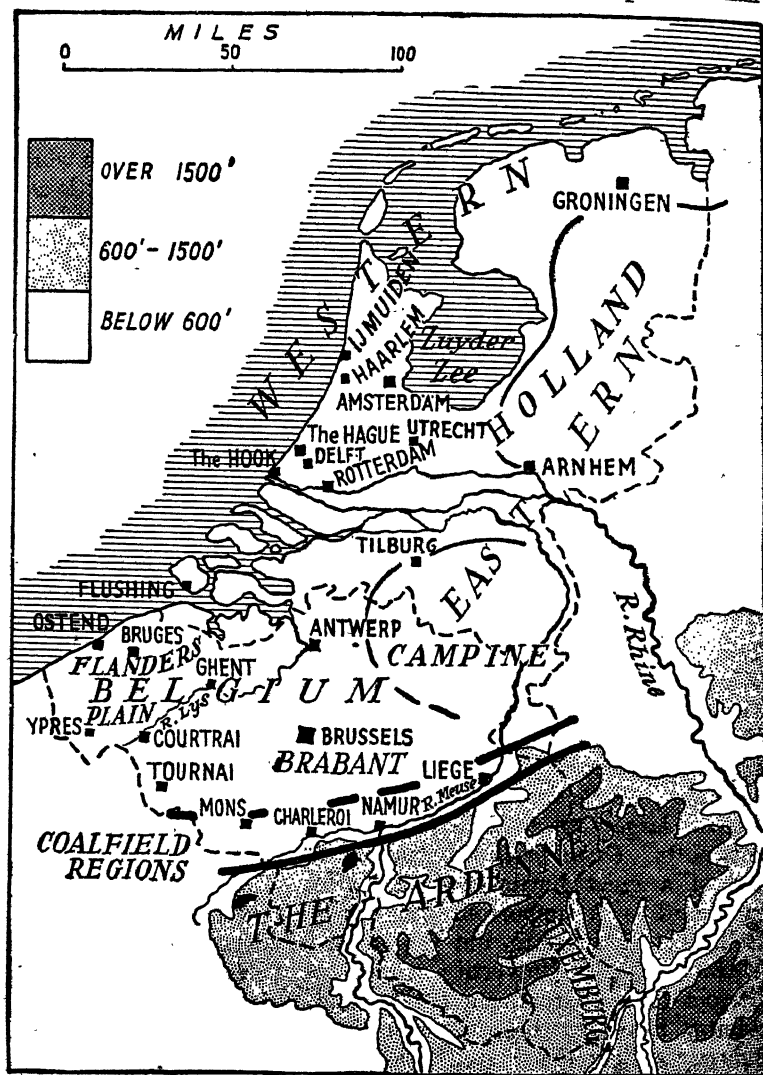 MILES
0 50 100
OVER 1500'
600'-1500'
BELOW 600'
WESTERN
GRONINGEN
IJMUIDEN
HAARLEM
Zuyder
Zee
AMSTERDAM
HOLLAND
EASTERN
The HAGUE
UTRECHT
DELFT
The HOOK
ROTTERDAM
ARNHEM
TILBURG
FLUSHING
R. Rhine
OSTEND
BRUGES
ANTWERP
FLANDERS
GHENT
CAMPINE
BELGIUM
PLAIN
R. Lys
YPRES
COURTRAI
BRUSSELS
BRABANT
TOURNAI
LIEGE
MONS
CHARLEROI
NAMUR
R. Meuse
COALFIELD
REGIONS
THE ARDENNES
LUXEMBURG